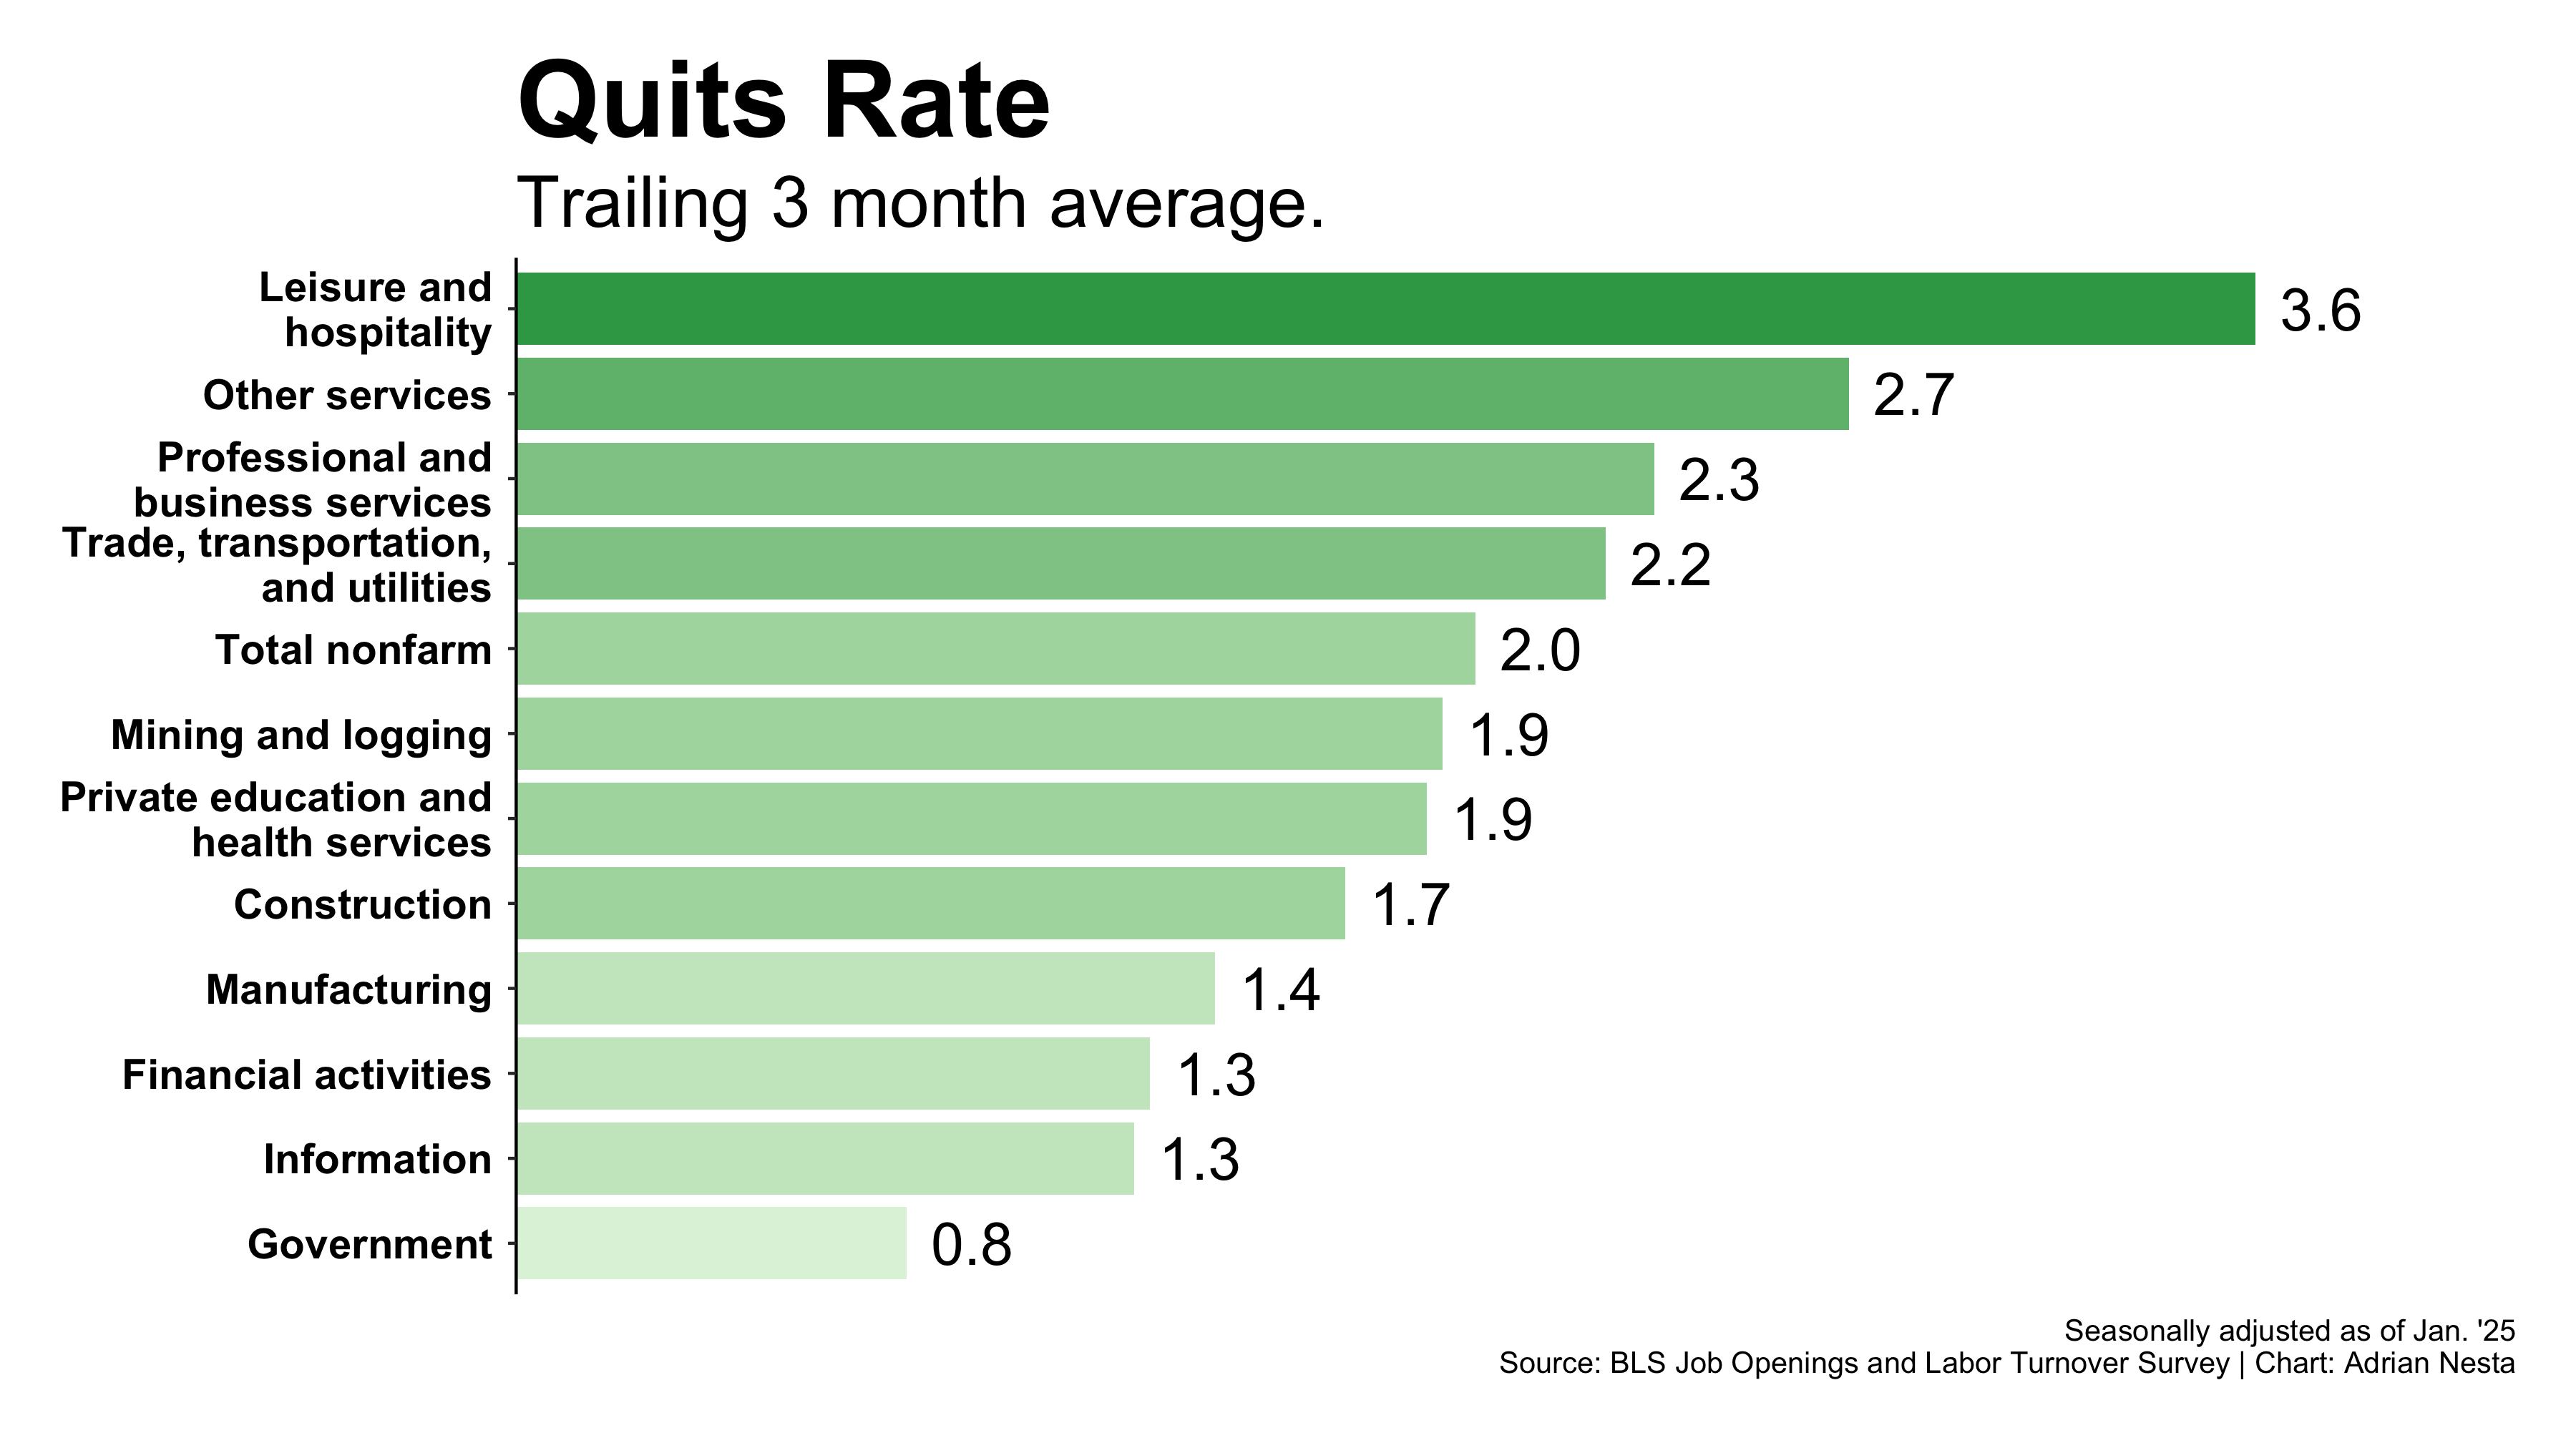 Quits Rate
Trailing 3 month average.
Leisure and
hospitality
3.6
Other services
2.7
Professional and
business services
2.3
Trade, transportation,
and utilities
2.2
Total nonfarm
2.0
Mining and logging
1.9
Private education and
health services
1.9
Construction
1.7
Manufacturing
1.4
Financial activities
1.3
Information
1.3
Government
0.8
Seasonally adjusted as of Jan. '25
Source: BLS Job Openings and Labor Turnover Survey | Chart: Adrian Nesta